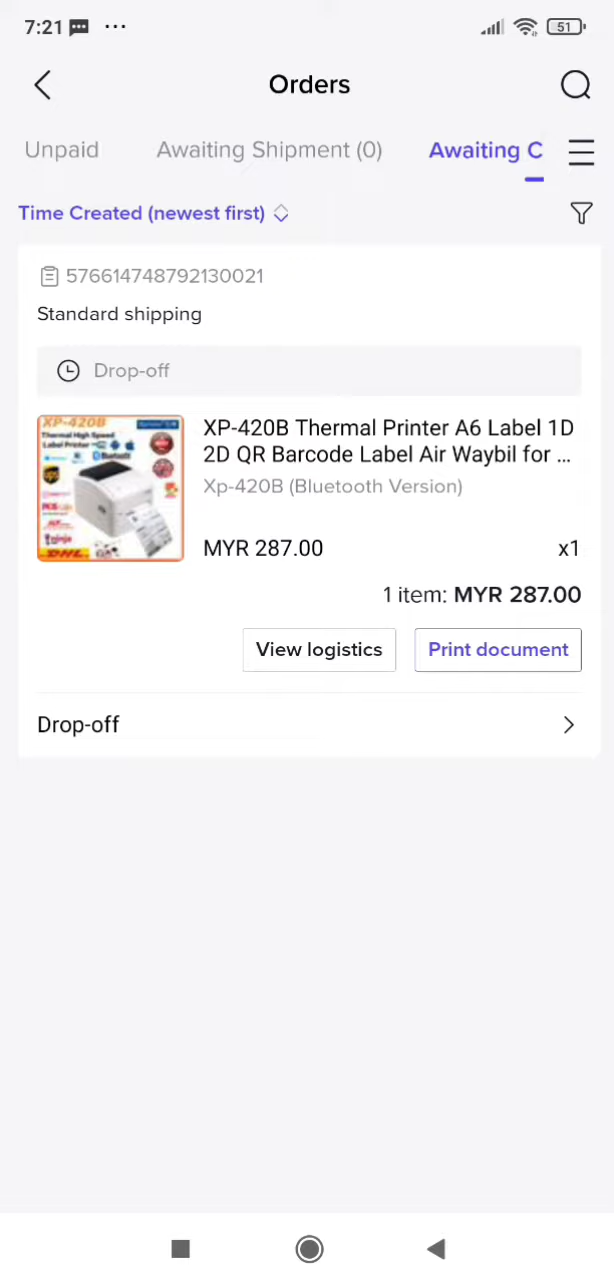 7:21
51
Orders
Unpaid
Awaiting Shipment (0)
Awaiting C
Time Created (newest first)
576614748792130021
Standard shipping
Drop-off
XP-420B
Thermal High Speed
Label Printer
Bluetooth
DHL
XP-420B Thermal Printer A6 Label 1D
2D QR Barcode Label Air Waybil for ...
Xp-420B (Bluetooth Version)
MYR 287.00
x1
1 item: MYR 287.00
View logistics
Print document
Drop-off